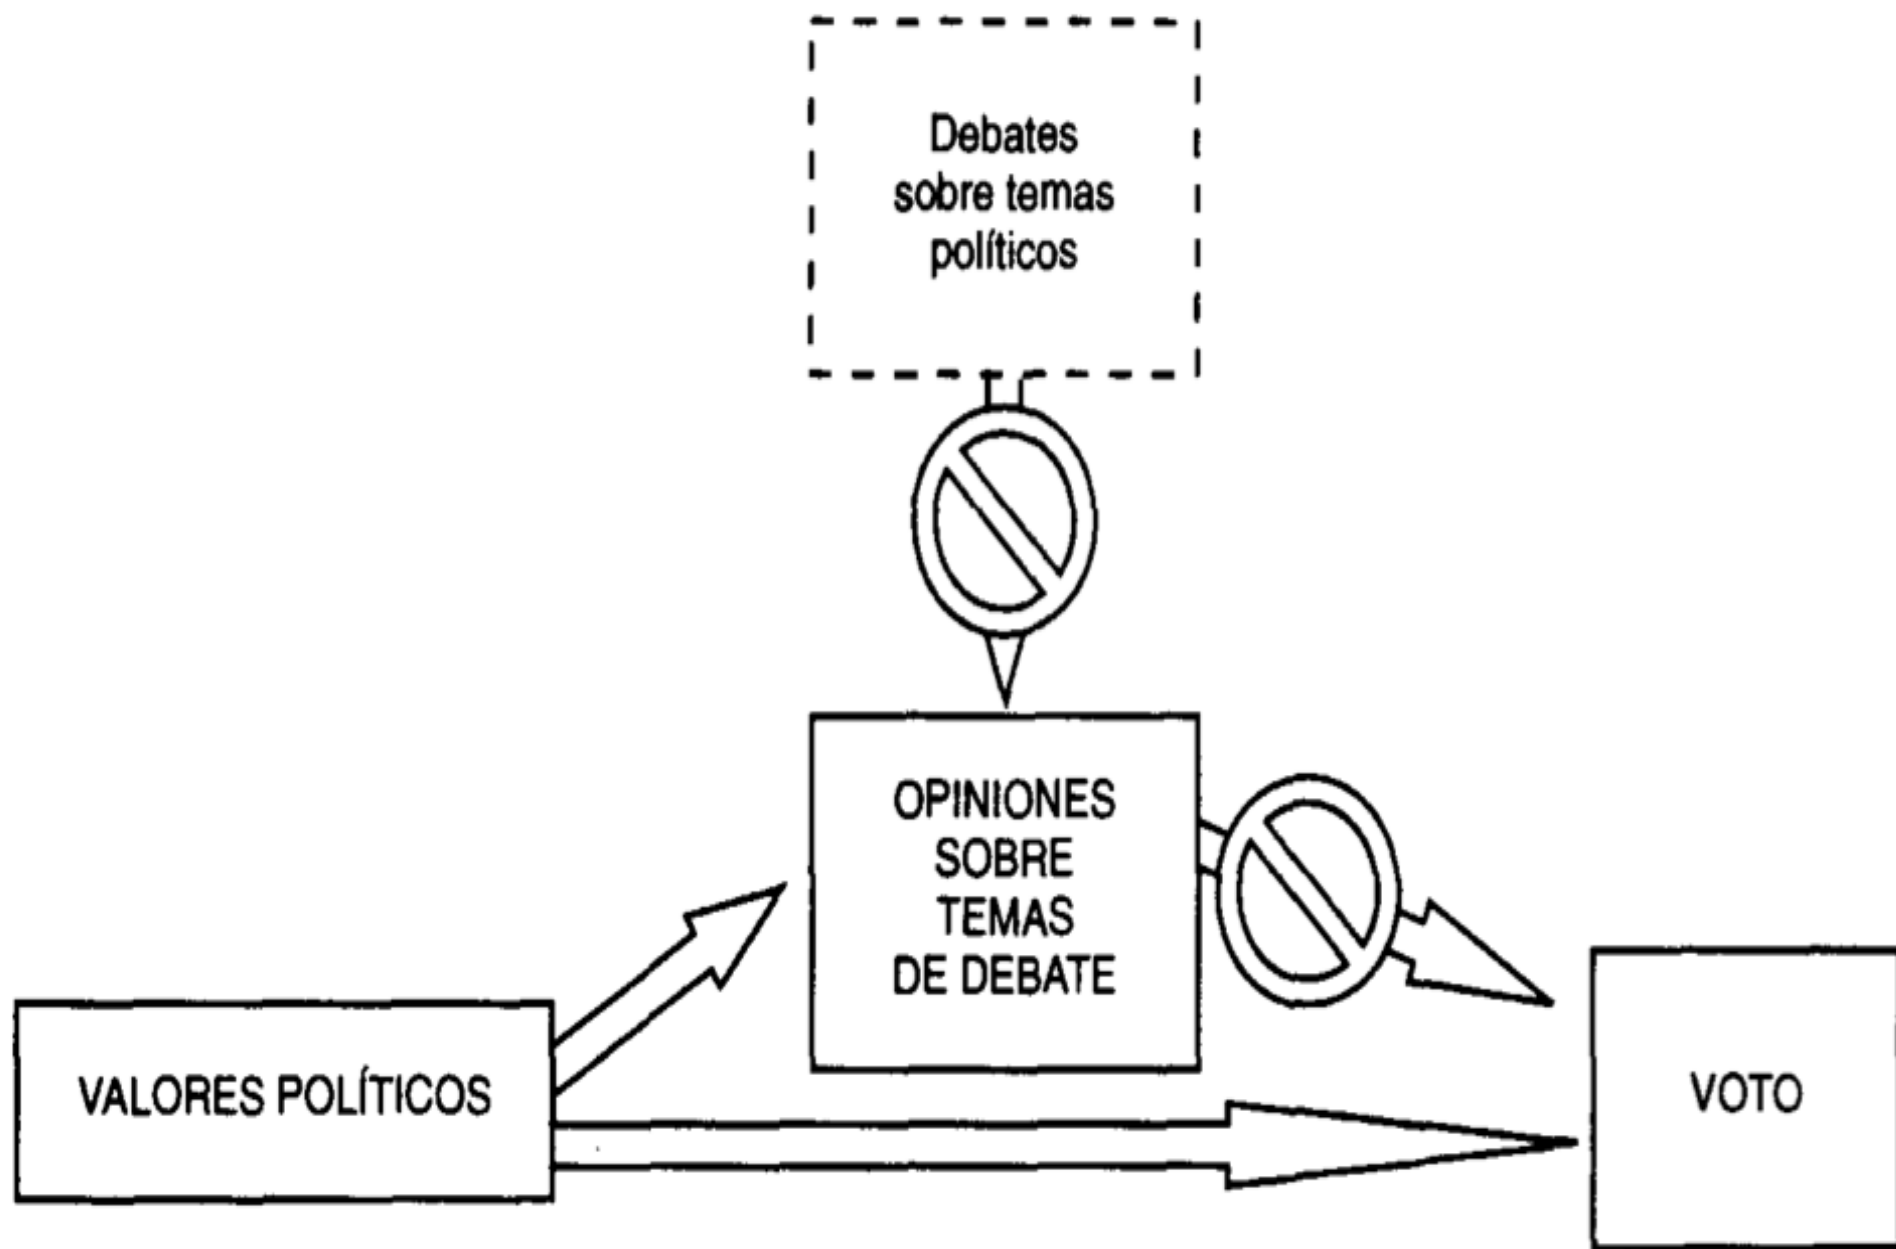 Debates
sobre temas
políticos
OPINIONES
SOBRE
TEMAS
DE DEBATE
VALORES POLÍTICOS
VOTO